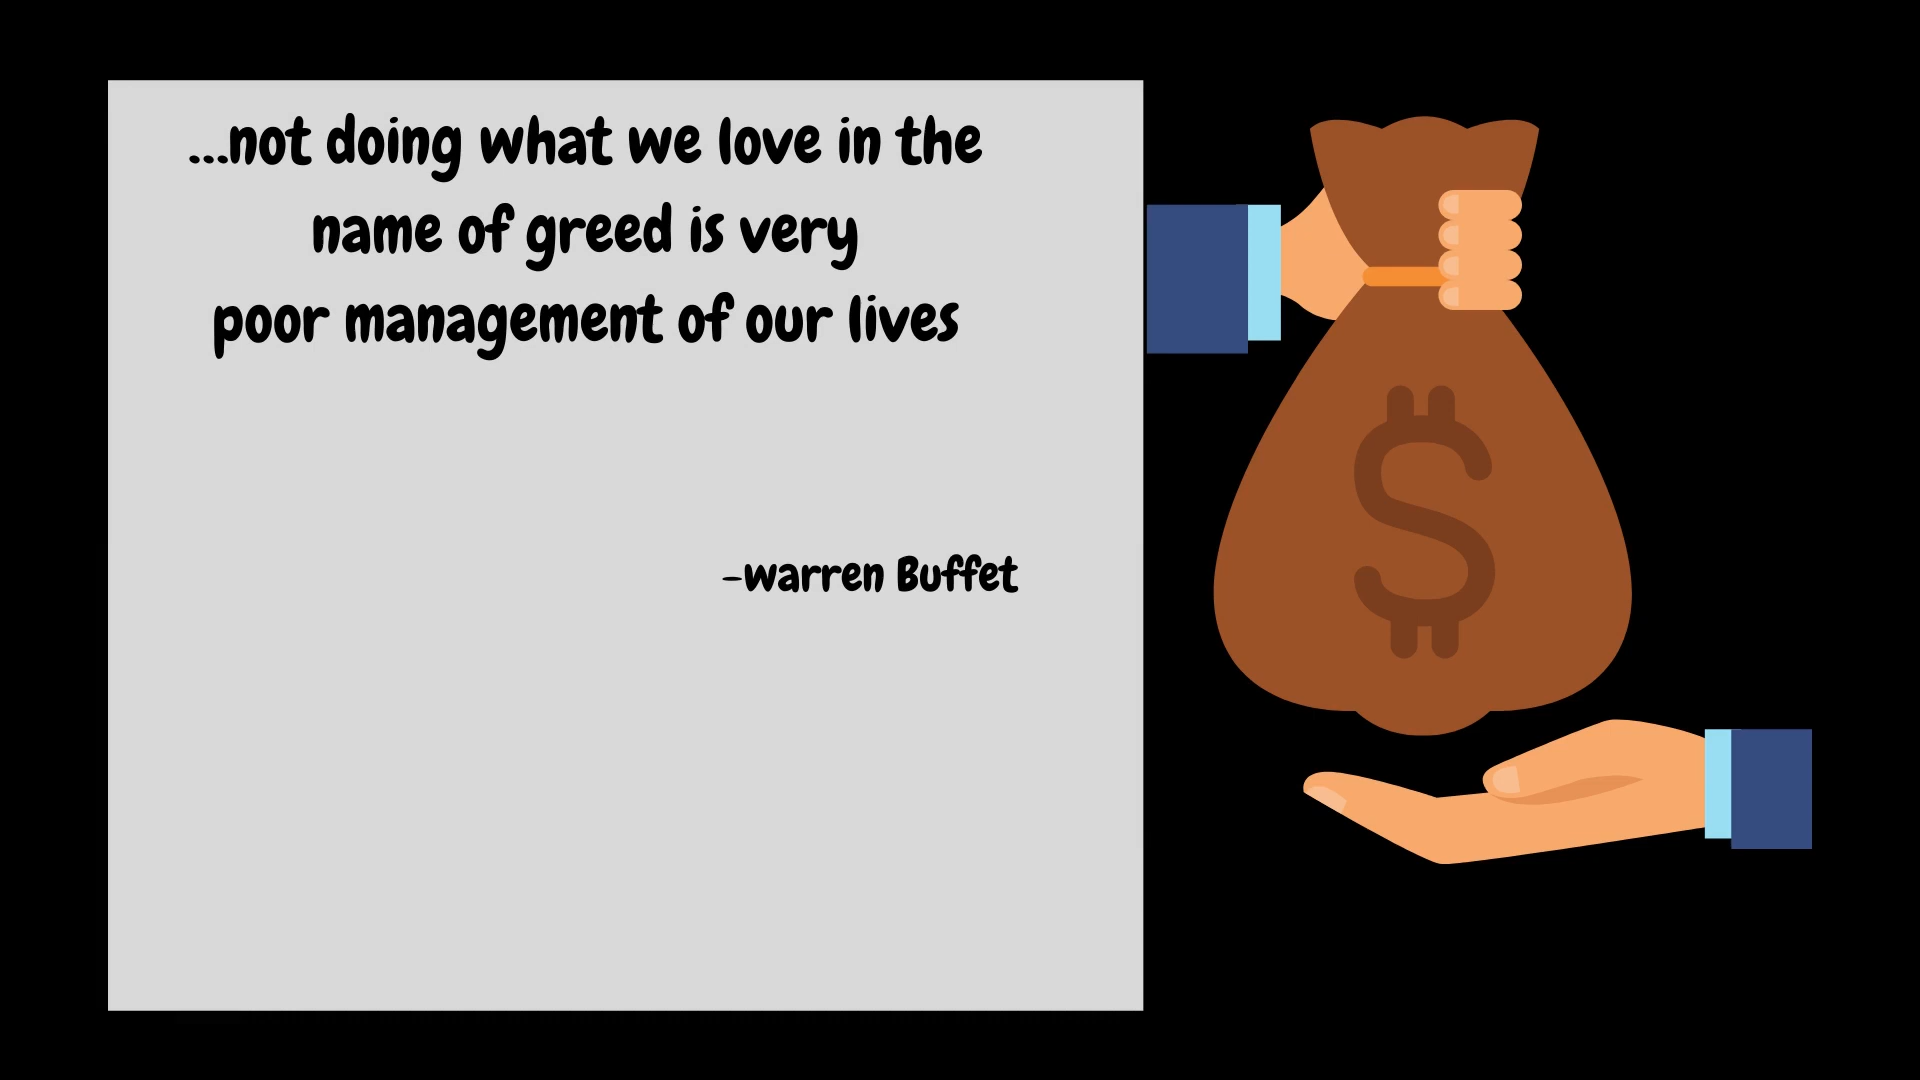 ...not doing what we love in the
name of greed is very
poor management of our lives
-warren Buffet
$